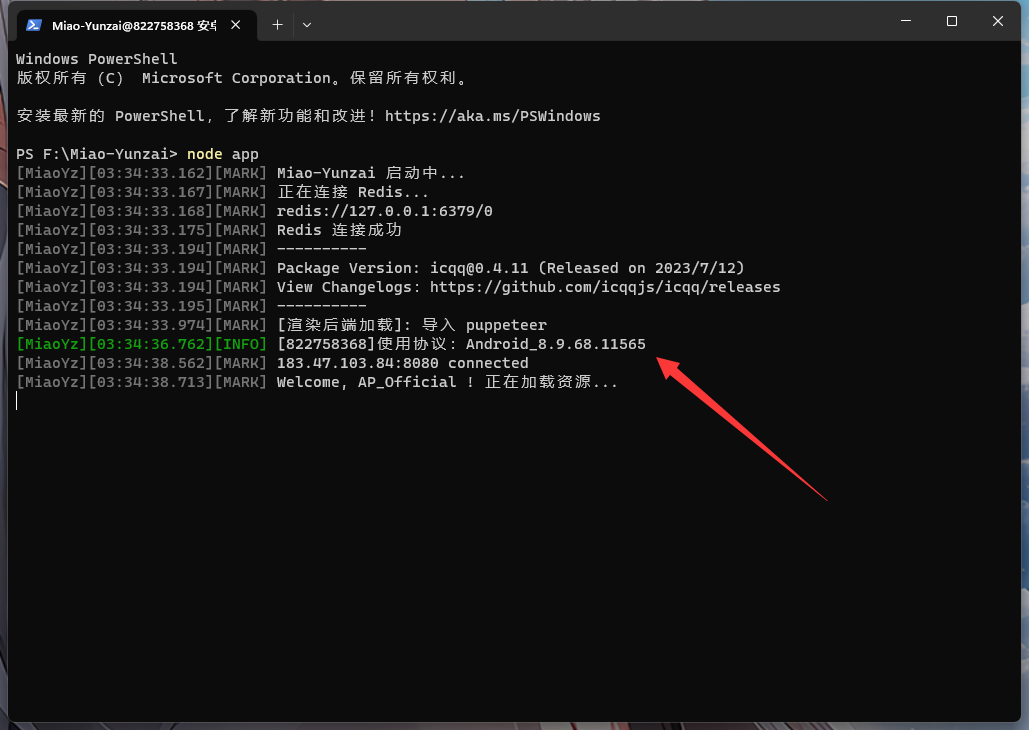 Miao-Yunzai@822758368 安卓
Windows PowerShell
版权所有 (C) Microsoft Corporation。保留所有权利。
安装最新的 PowerShell，了解新功能和改进！https://aka.ms/PSWindows
PS F:\Miao-Yunzai> node app
[MiaoYz][03:34:33.162][MARK] Miao-Yunzai 启动中...
[MiaoYz][03:34:33.167][MARK] 正在连接 Redis...
[MiaoYz][03:34:33.168][MARK] redis://127.0.0.1:6379/0
[MiaoYz][03:34:33.175][MARK] Redis 连接成功
[MiaoYz][03:34:33.194][MARK] ----------
[MiaoYz][03:34:33.194][MARK] Package Version: icqq@0.4.11 (Released on 2023/7/12)
[MiaoYz][03:34:33.194][MARK] View Changelogs: https://github.com/icqqjs/icqq/releases
[MiaoYz][03:34:33.195][MARK] ----------
[MiaoYz][03:34:33.974][MARK] [渲染后端加载]: 导入 puppeteer
[MiaoYz][03:34:36.762][INFO] [822758368]使用协议: Android_8.9.68.11565
[MiaoYz][03:34:38.562][MARK] 183.47.103.84:8080 connected
[MiaoYz][03:34:38.713][MARK] Welcome, AP_Official ! 正在加载资源...